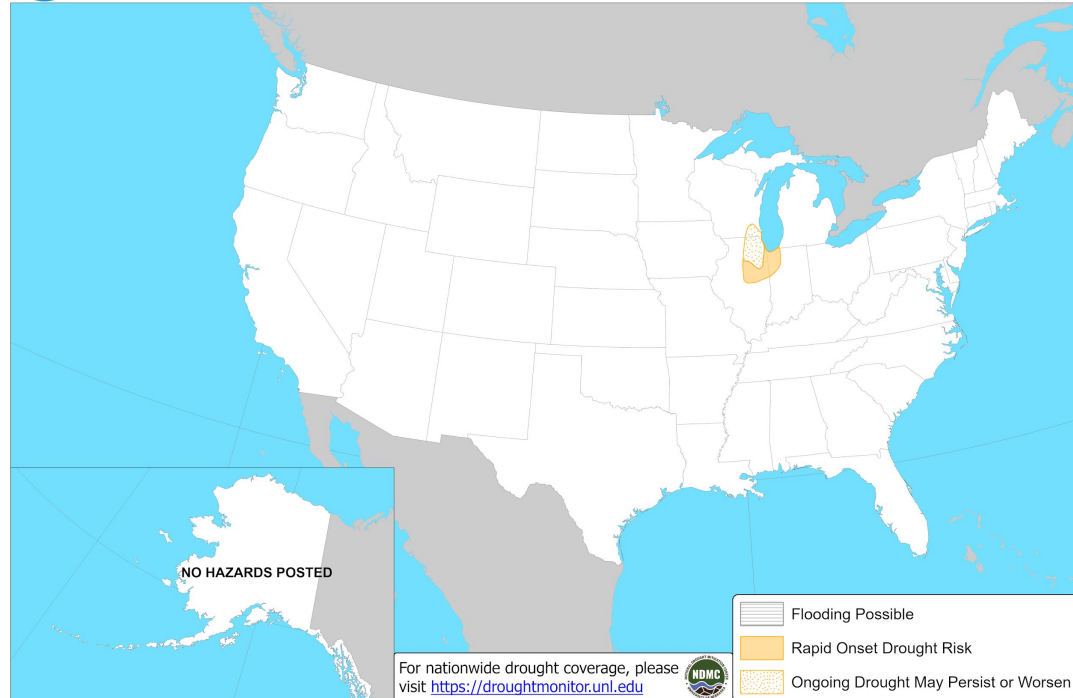 NO HAZARDS POSTED
For nationwide drought coverage, please
visit https://droughtmonitor.unl.edu
NDMC
Flooding Possible
Rapid Onset Drought Risk
Ongoing Drought May Persist or Worsen